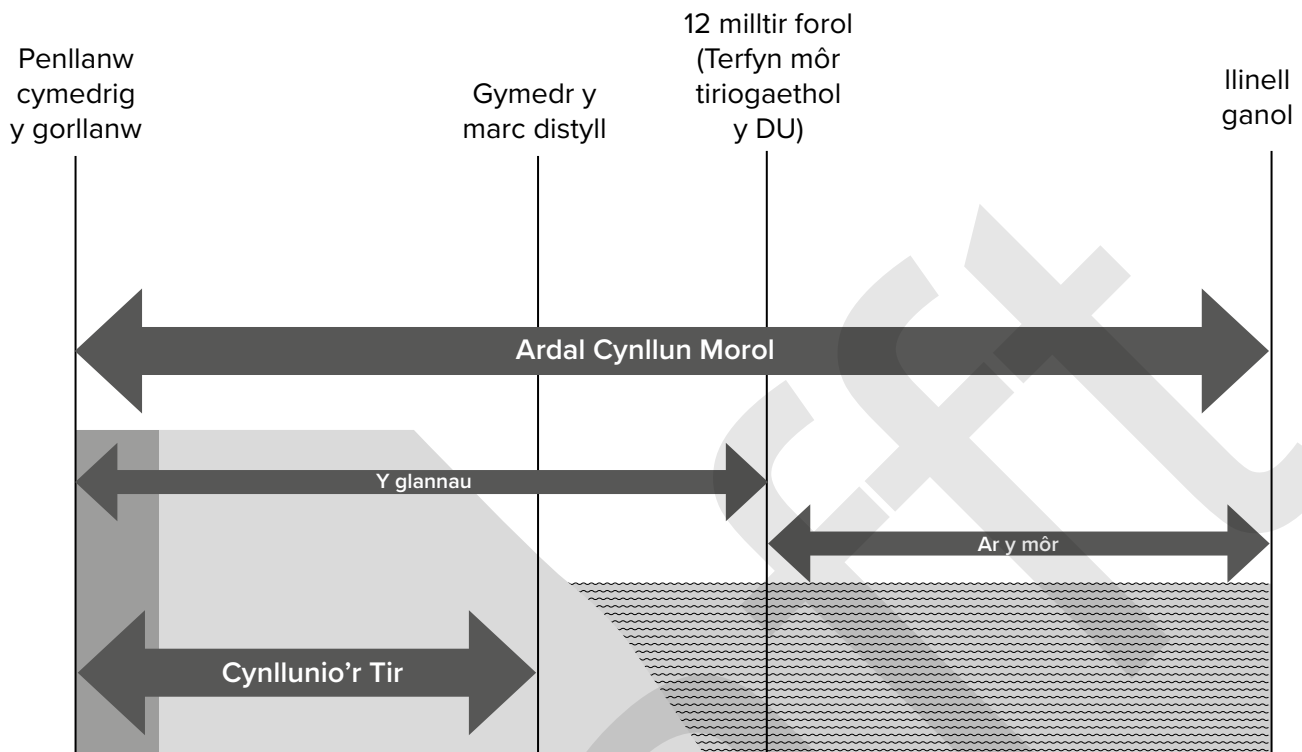 Penllanw
cymedrig
y gorllanw
Gymedr y
marc distyll
12 milltir forol
(Terfyn môr
tiriogaethol
y DU)
llinell
ganol
Ardal Cynllun Morol
Y glannau
Ar y môr
Cynllunio’r Tir